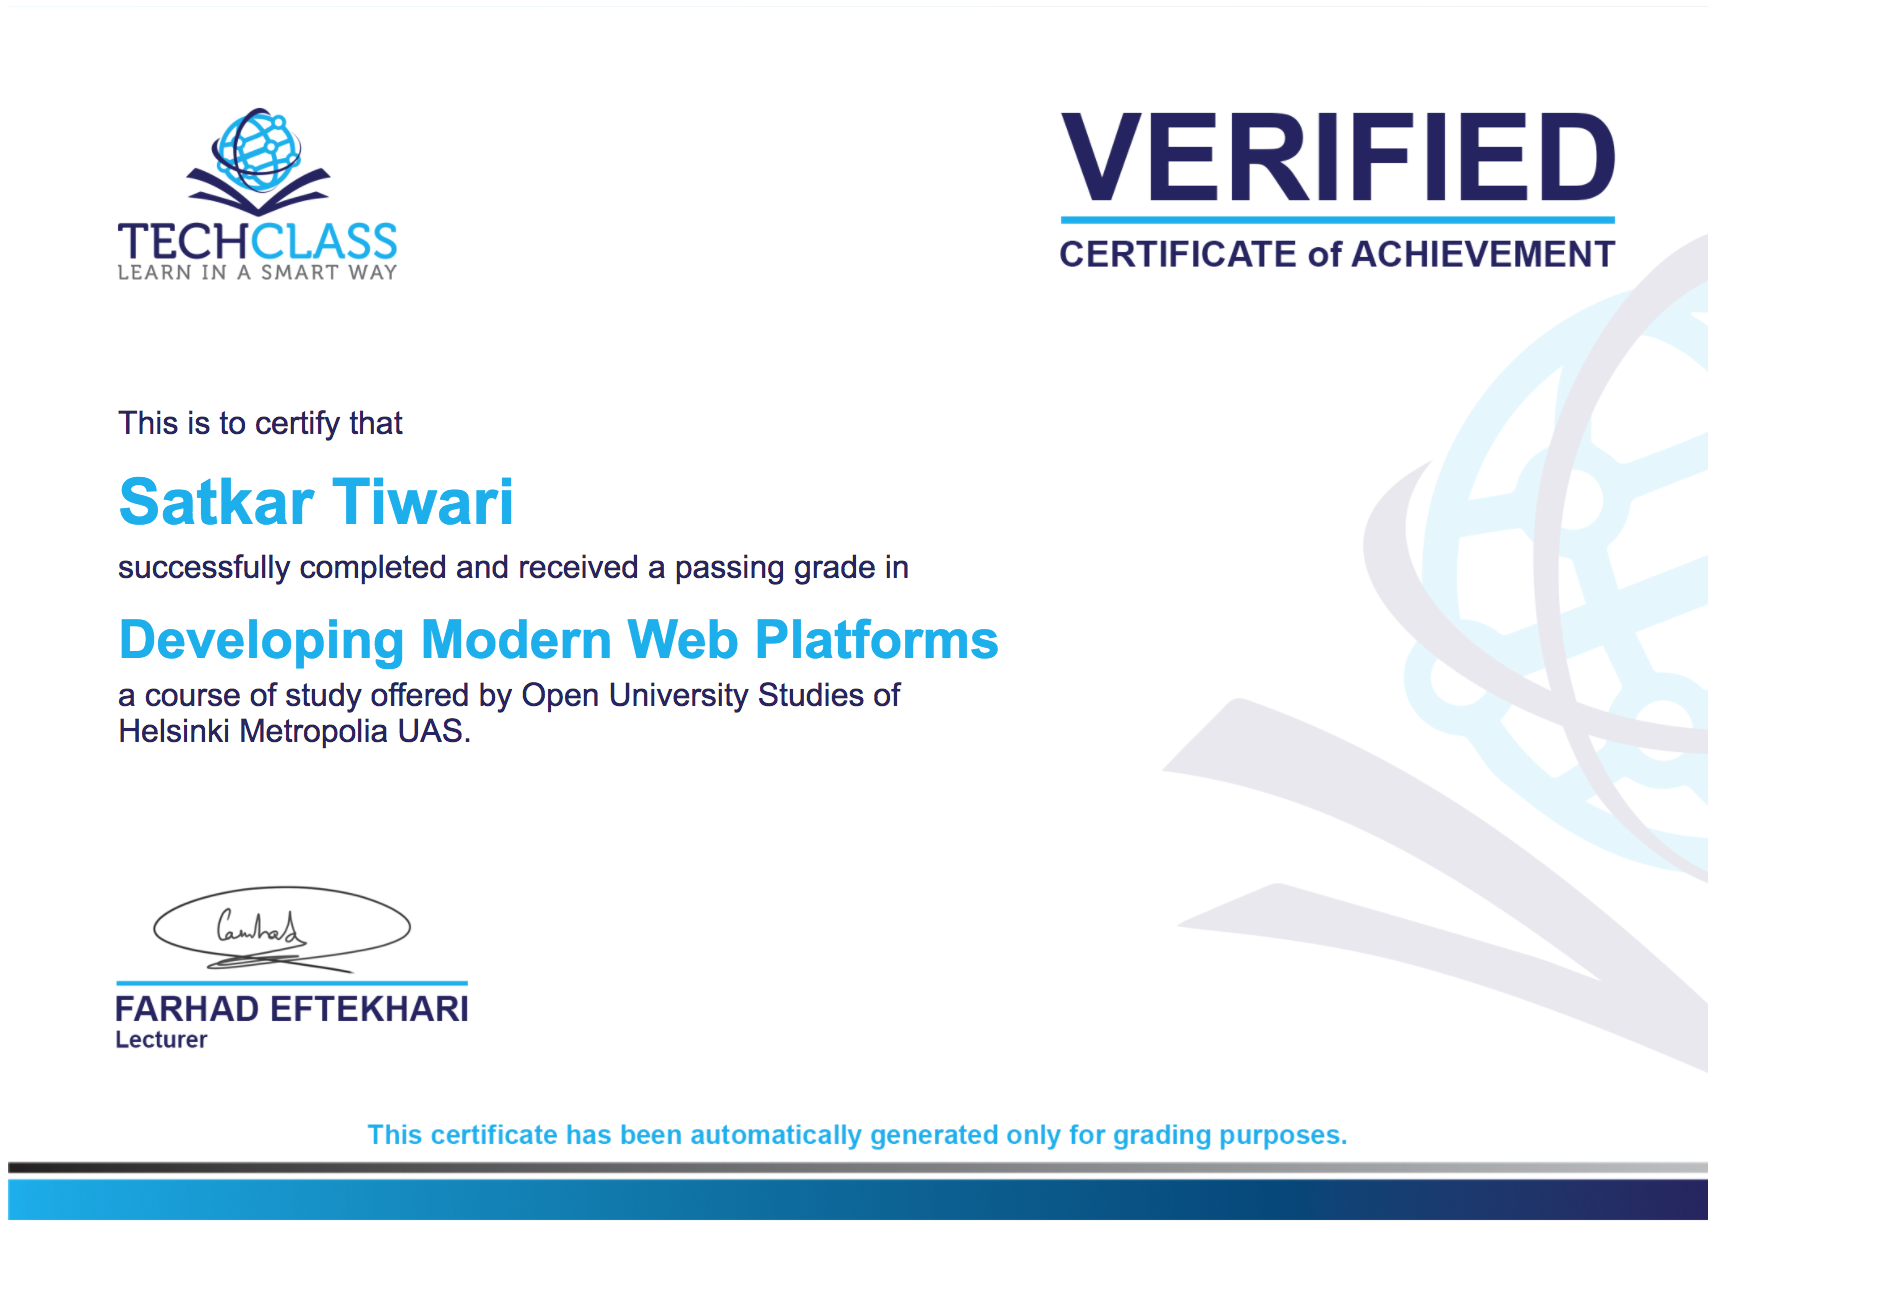 TECHCLASS
LEARN IN A SMART WAY
VERIFIED
CERTIFICATE of ACHIEVEMENT
This is to certify that
Satkar Tiwari
successfully completed and received a passing grade in
Developing Modern Web Platforms
a course of study offered by Open University Studies of
Helsinki Metropolia UAS.
FARHAD EFTEKHARI
Lecturer
This certificate has been automatically generated only for grading purposes.